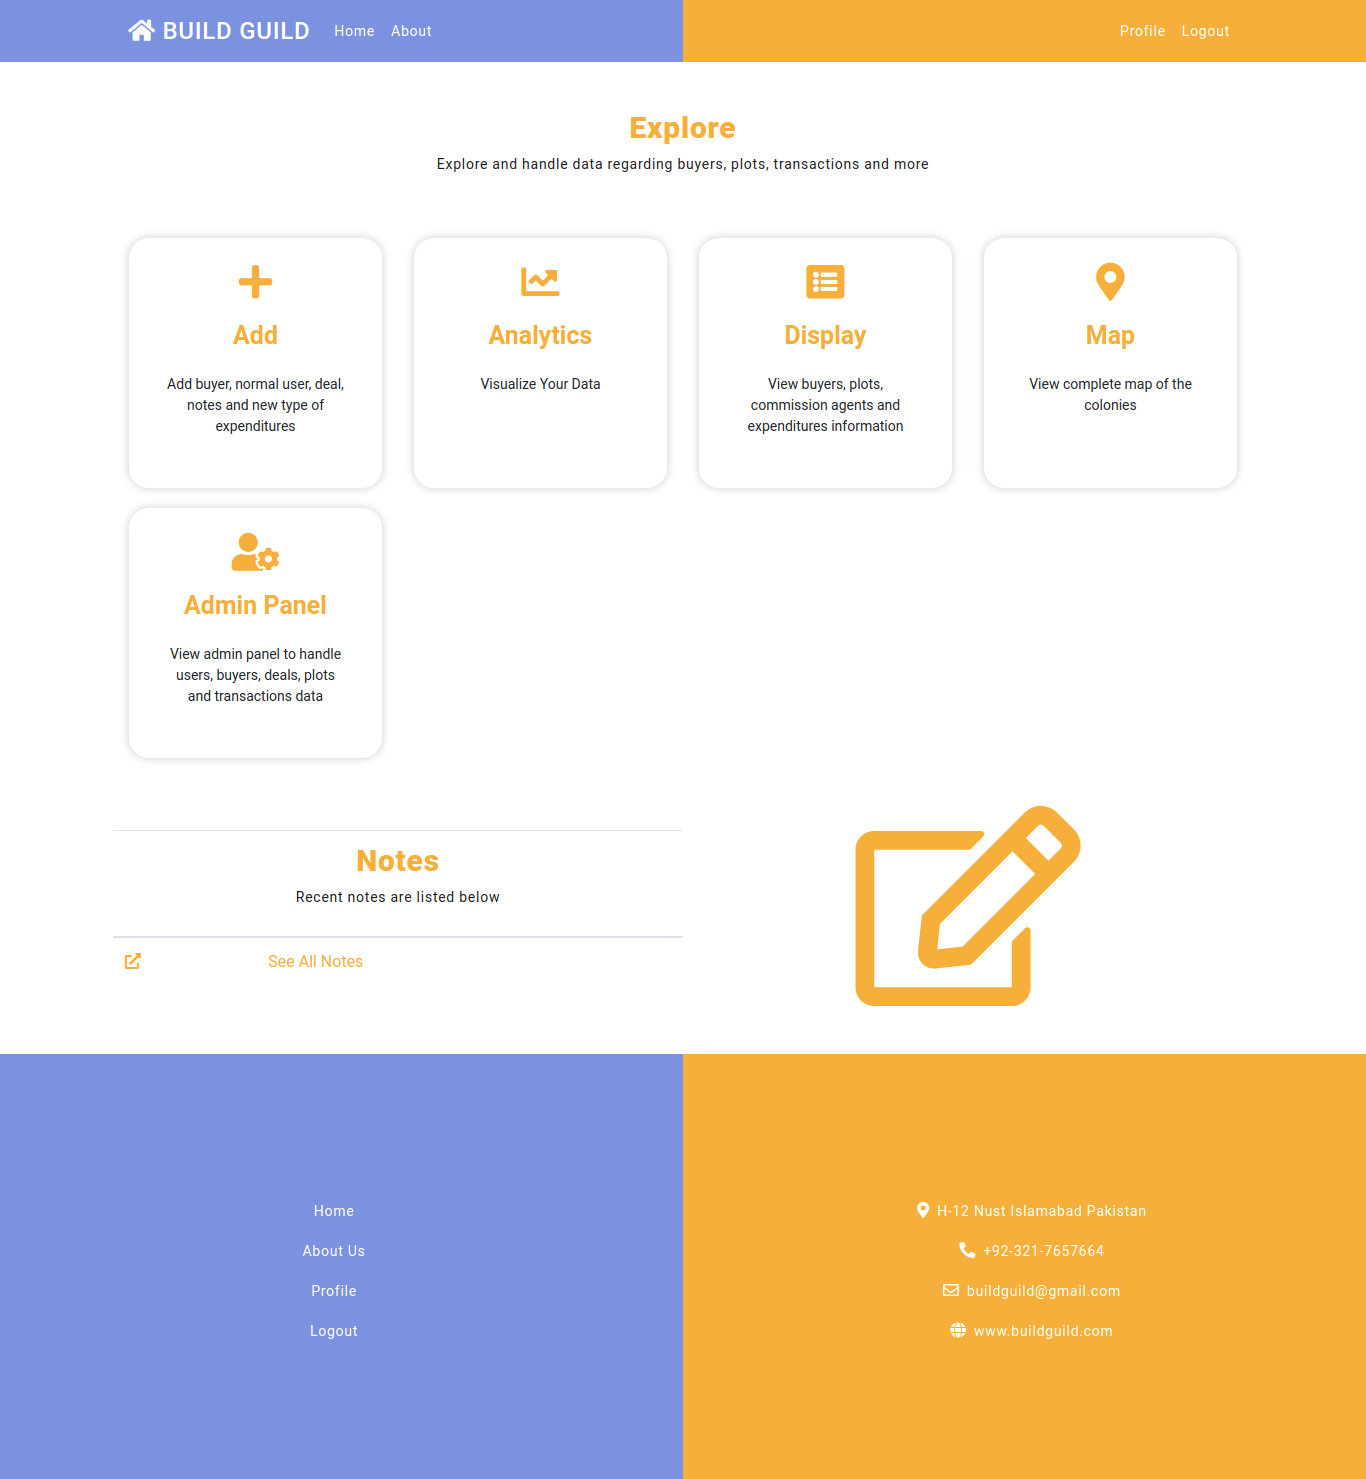 BUILD GUILD Home About Profile Logout
Explore
Explore and handle data regarding buyers, plots, transactions and more
Add
Add buyer, normal user, deal,
notes and new type of
expenditures
Analytics
Visualize Your Data
Display
View buyers, plots,
commission agents and
expenditures information
Map
View complete map of the
colonies
Admin Panel
View admin panel to handle
users, buyers, deals, plots
and transactions data
Notes
Recent notes are listed below
See All Notes
Home
About Us
Profile
Logout
H-12 Nust Islamabad Pakistan
+92-321-7657664
buildguild@gmail.com
www.buildguild.com